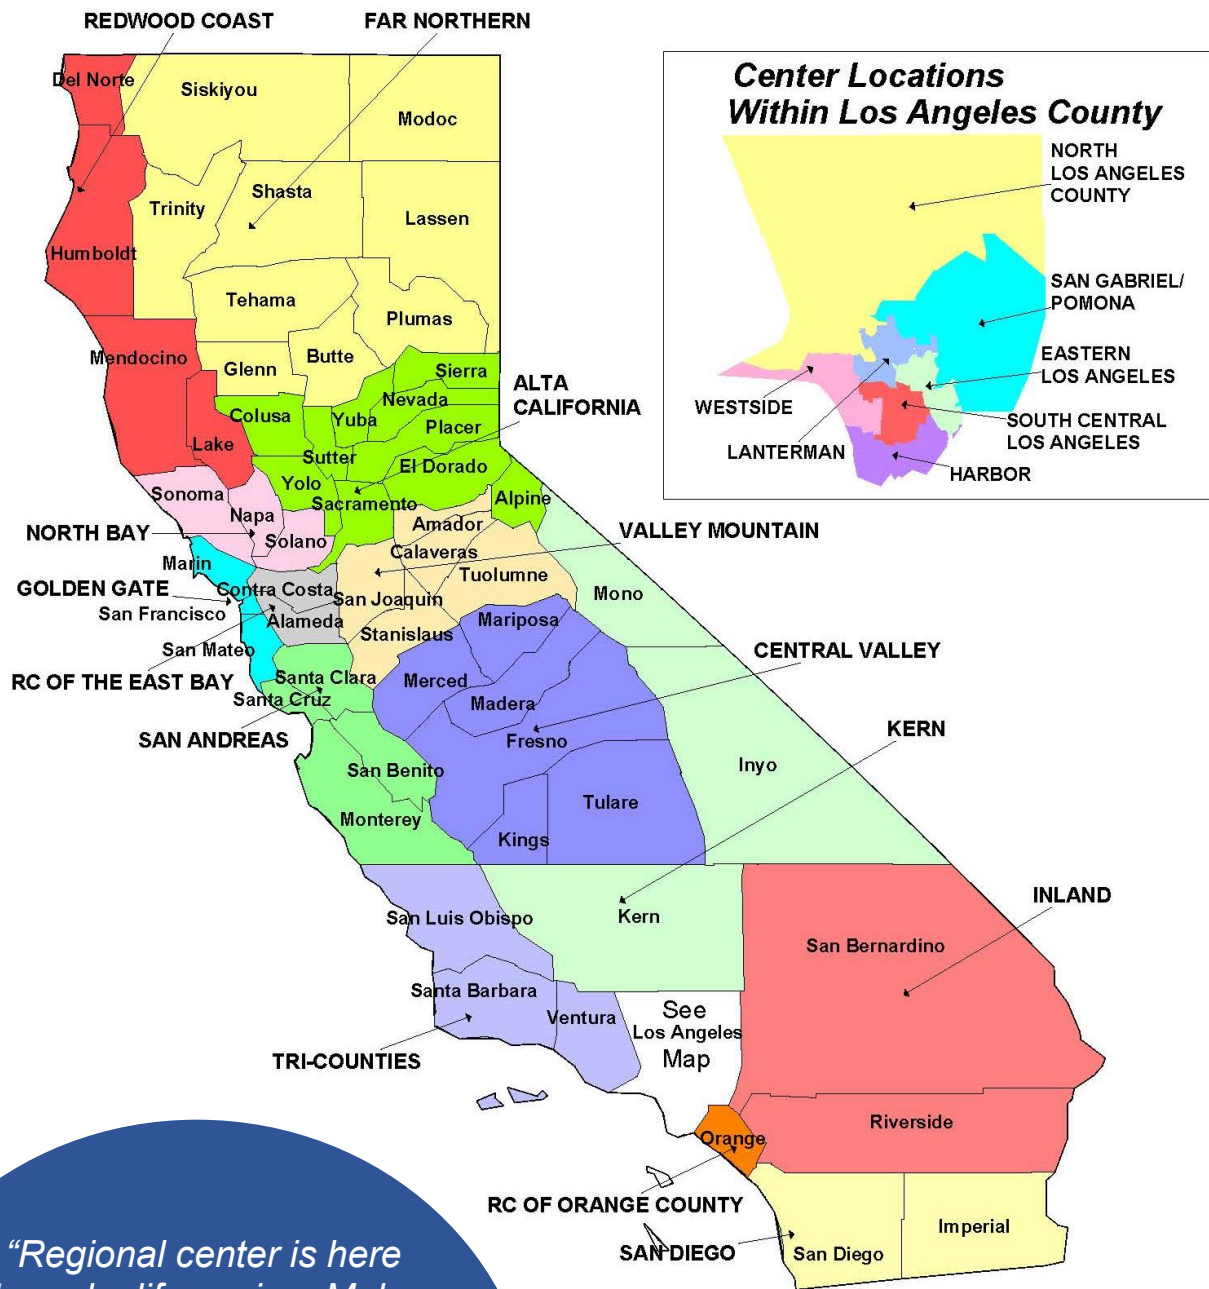 REDWOOD COAST
FAR NORTHERN
Del Norte
Siskiyou
Modoc
Trinity
Shasta
Lassen
Humboldt
Tehama
Plumas
Mendocino
Glenn
Butte
Sierra
Nevada
Colusa
Yuba
Placer
Lake
Sutter
El Dorado
Yolo
Sacramento
Alpine
ALTA
CALIFORNIA
Sonoma
Napa
Solano
Amador
Calaveras
Tuolumne
NORTH BAY
VALLEY MOUNTAIN
Marin
GOLDEN GATE
Contra Costa
San Joaquin
Mono
San Francisco
Alameda
Stanislaus
Mariposa
San Mateo
CENTRAL VALLEY
RC OF THE EAST BAY
Santa Clara
Merced
Santa Cruz
Madera
SAN ANDREAS
Fresno
KERN
San Benito
Inyo
Tulare
Monterey
Kings
INLAND
San Luis Obispo
Kern
San Bernardino
Santa Barbara
Ventura
See
Los Angeles
Map
TRI-COUNTIES
Orange
Riverside
RC OF ORANGE COUNTY
SAN DIEGO
San Diego
Imperial
Center Locations
Within Los Angeles County
NORTH
LOS ANGELES
COUNTY
SAN GABRIEL/
POMONA
EASTERN
LOS ANGELES
WESTSIDE
SOUTH CENTRAL
LOS ANGELES
LANTERMAN
HARBOR
“Regional center is here